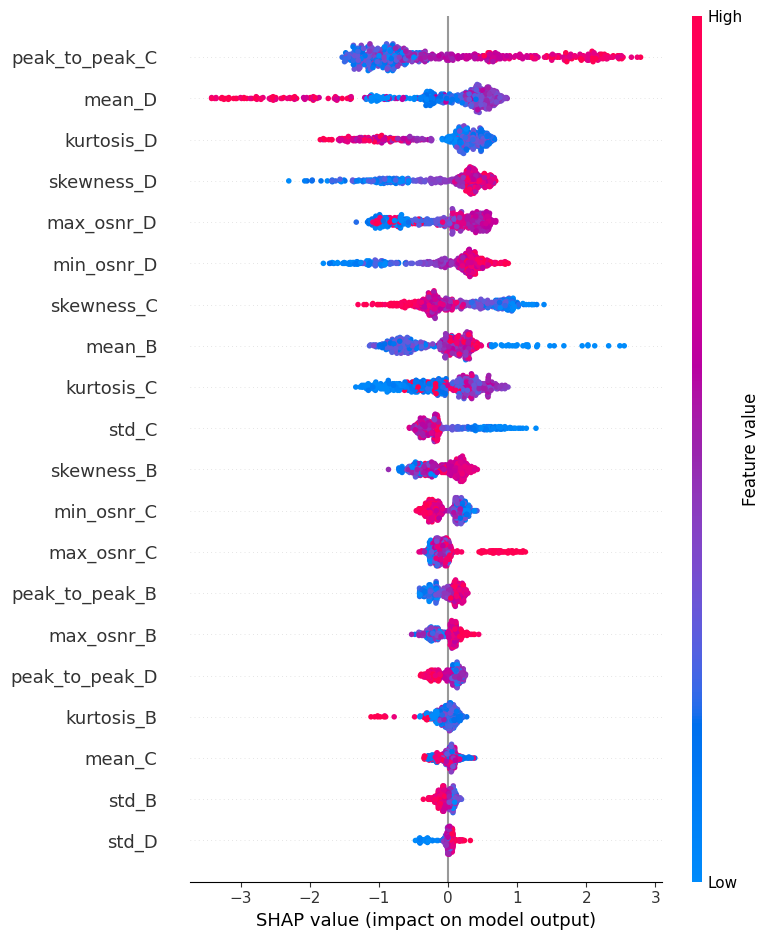 High
peak_to_peak_C
mean_D
kurtosis_D
skewness_D
max_osnr_D
min_osnr_D
skewness_C
mean_B
kurtosis_C
std_C
skewness_B
min_osnr_C
max_osnr_C
peak_to_peak_B
max_osnr_B
peak_to_peak_D
kurtosis_B
mean_C
std_B
std_D
Feature value
Low
−3 −2 −1 0 1 2 3
SHAP value (impact on model output)